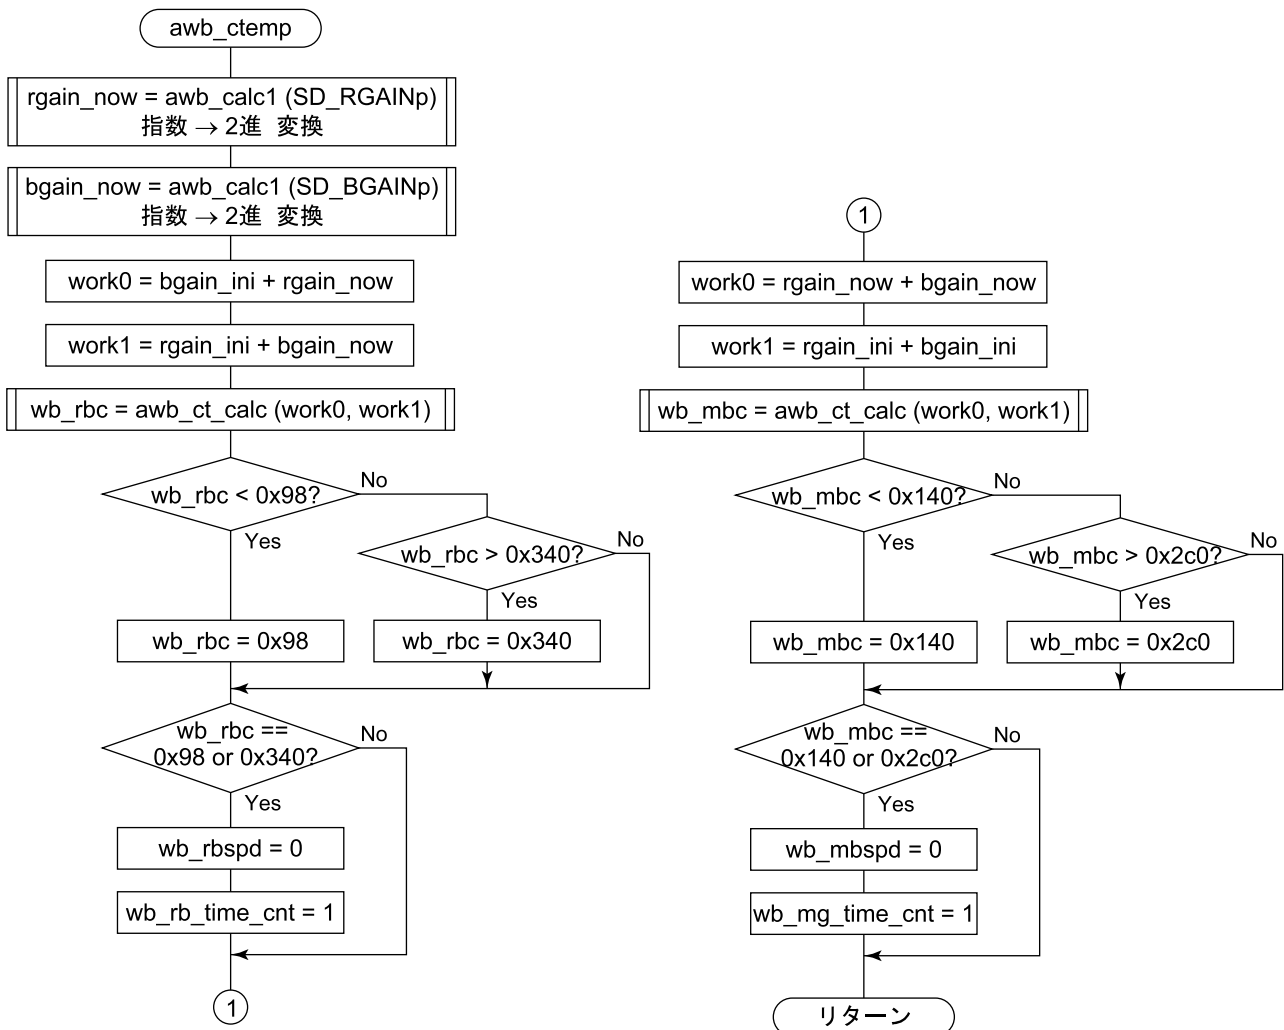 awb_ctemp
rgain_now = awb_calc1 (SD_RGAINp)
指数 → 2進 変換
bgain_now = awb_calc1 (SD_BGAINp)
指数 → 2進 変換
work0 = bgain_ini + rgain_now
work1 = rgain_ini + bgain_now
wb_rbc = awb_ct_calc (work0, work1)
wb_rbc < 0x98?
No
Yes
wb_rbc > 0x340?
No
Yes
wb_rbc = 0x98
wb_rbc = 0x340
wb_rbc ==
0x98 or 0x340?
No
Yes
wb_rbspd = 0
wb_rb_time_cnt = 1
1
1
work0 = rgain_now + bgain_now
work1 = rgain_ini + bgain_ini
wb_mbc = awb_ct_calc (work0, work1)
wb_mbc < 0x140?
No
Yes
wb_mbc > 0x2c0?
No
Yes
wb_mbc = 0x140
wb_mbc = 0x2c0
wb_mbc ==
0x140 or 0x2c0?
No
Yes
wb_mbspd = 0
wb_mg_time_cnt = 1
リターン